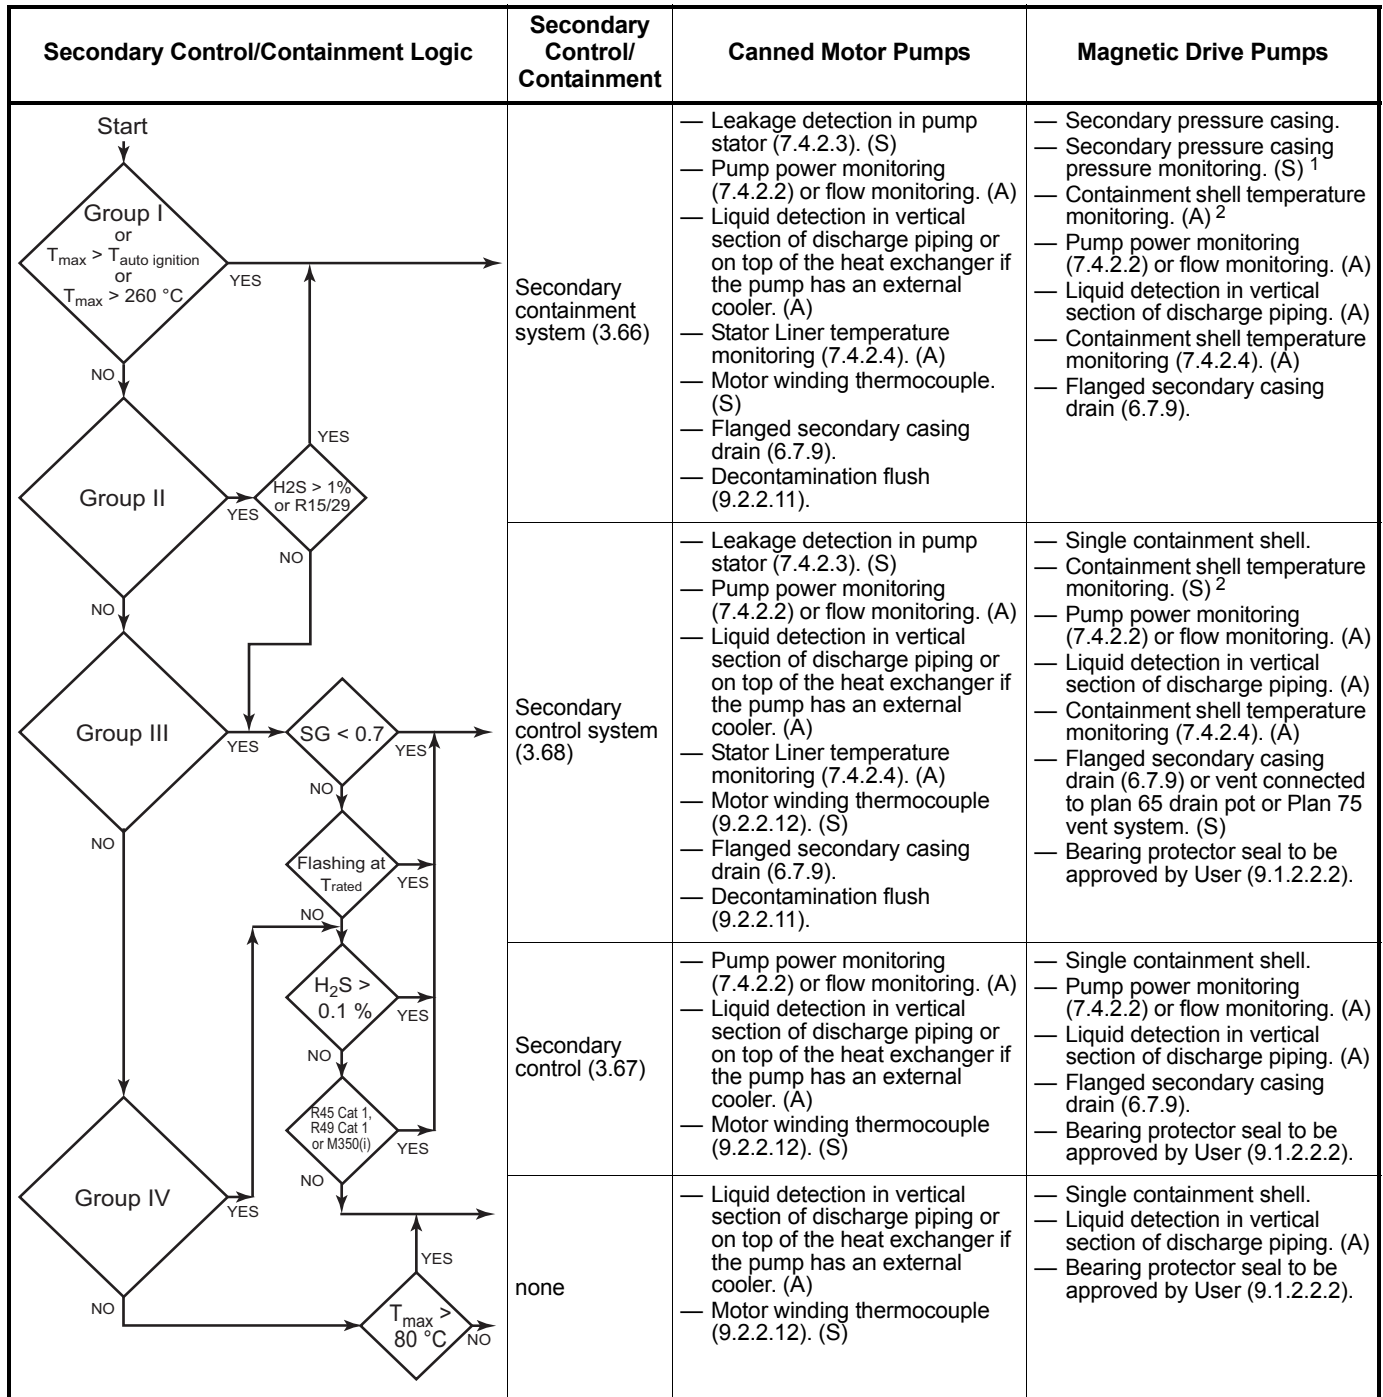 Secondary Control/Containment Logic
Secondary
Control/
Containment
Canned Motor Pumps
Magnetic Drive Pumps
Start
Group I
or
Tmax > Tauto ignition
or
Tmax > 260 °C
YES
NO
Group II
YES
H2S > 1%
or R15/29
YES
NO
NO
Group III
YES
SG < 0.7
YES
NO
NO
Flashing at
Trated
YES
NO
H2S >
0.1 %
YES
NO
R45 Cat 1,
R49 Cat 1
or M350(i)
YES
NO
Group IV
YES
NO
YES
Tmax >
80 °C
NO
Secondary
containment
system (3.66)
— Leakage detection in pump
stator (7.4.2.3). (S)
— Pump power monitoring
(7.4.2.2) or flow monitoring. (A)
— Liquid detection in vertical
section of discharge piping or
on top of the heat exchanger if
the pump has an external
cooler. (A)
— Stator Liner temperature
monitoring (7.4.2.4). (A)
— Motor winding thermocouple.
(S)
— Flanged secondary casing
drain (6.7.9).
— Decontamination flush
(9.2.2.11).
— Secondary pressure casing.
— Secondary pressure casing
pressure monitoring. (S) 1
— Containment shell temperature
monitoring. (A) 2
— Pump power monitoring
(7.4.2.2) or flow monitoring. (A)
— Liquid detection in vertical
section of discharge piping. (A)
— Containment shell temperature
monitoring (7.4.2.4). (A)
— Flanged secondary casing
drain (6.7.9).
Secondary
control system
(3.68)
— Leakage detection in pump
stator (7.4.2.3). (S)
— Pump power monitoring
(7.4.2.2) or flow monitoring. (A)
— Liquid detection in vertical
section of discharge piping or
on top of the heat exchanger if
the pump has an external
cooler. (A)
— Stator Liner temperature
monitoring (7.4.2.4). (A)
— Motor winding thermocouple
(9.2.2.12). (S)
— Flanged secondary casing
drain (6.7.9).
— Decontamination flush
(9.2.2.11).
— Single containment shell.
— Containment shell temperature
monitoring. (S) 2
— Pump power monitoring
(7.4.2.2) or flow monitoring. (A)
— Liquid detection in vertical
section of discharge piping. (A)
— Containment shell temperature
monitoring (7.4.2.4). (A)
— Flanged secondary casing
drain (6.7.9) or vent connected
to plan 65 drain pot or Plan 75
vent system. (S)
— Bearing protector seal to be
approved by User (9.1.2.2.2).
Secondary
control (3.67)
— Pump power monitoring
(7.4.2.2) or flow monitoring. (A)
— Liquid detection in vertical
section of discharge piping or
on top of the heat exchanger if
the pump has an external
cooler. (A)
— Motor winding thermocouple
(9.2.2.12). (S)
— Single containment shell.
— Pump power monitoring
(7.4.2.2) or flow monitoring. (A)
— Liquid detection in vertical
section of discharge piping. (A)
— Flanged secondary casing
drain (6.7.9).
— Bearing protector seal to be
approved by User (9.1.2.2.2).
none
— Liquid detection in vertical
section of discharge piping or
on top of the heat exchanger if
the pump has an external
cooler. (A)
— Motor winding thermocouple
(9.2.2.12). (S)
— Single containment shell.
— Liquid detection in vertical
section of discharge piping. (A)
— Bearing protector seal to be
approved by User (9.1.2.2.2).